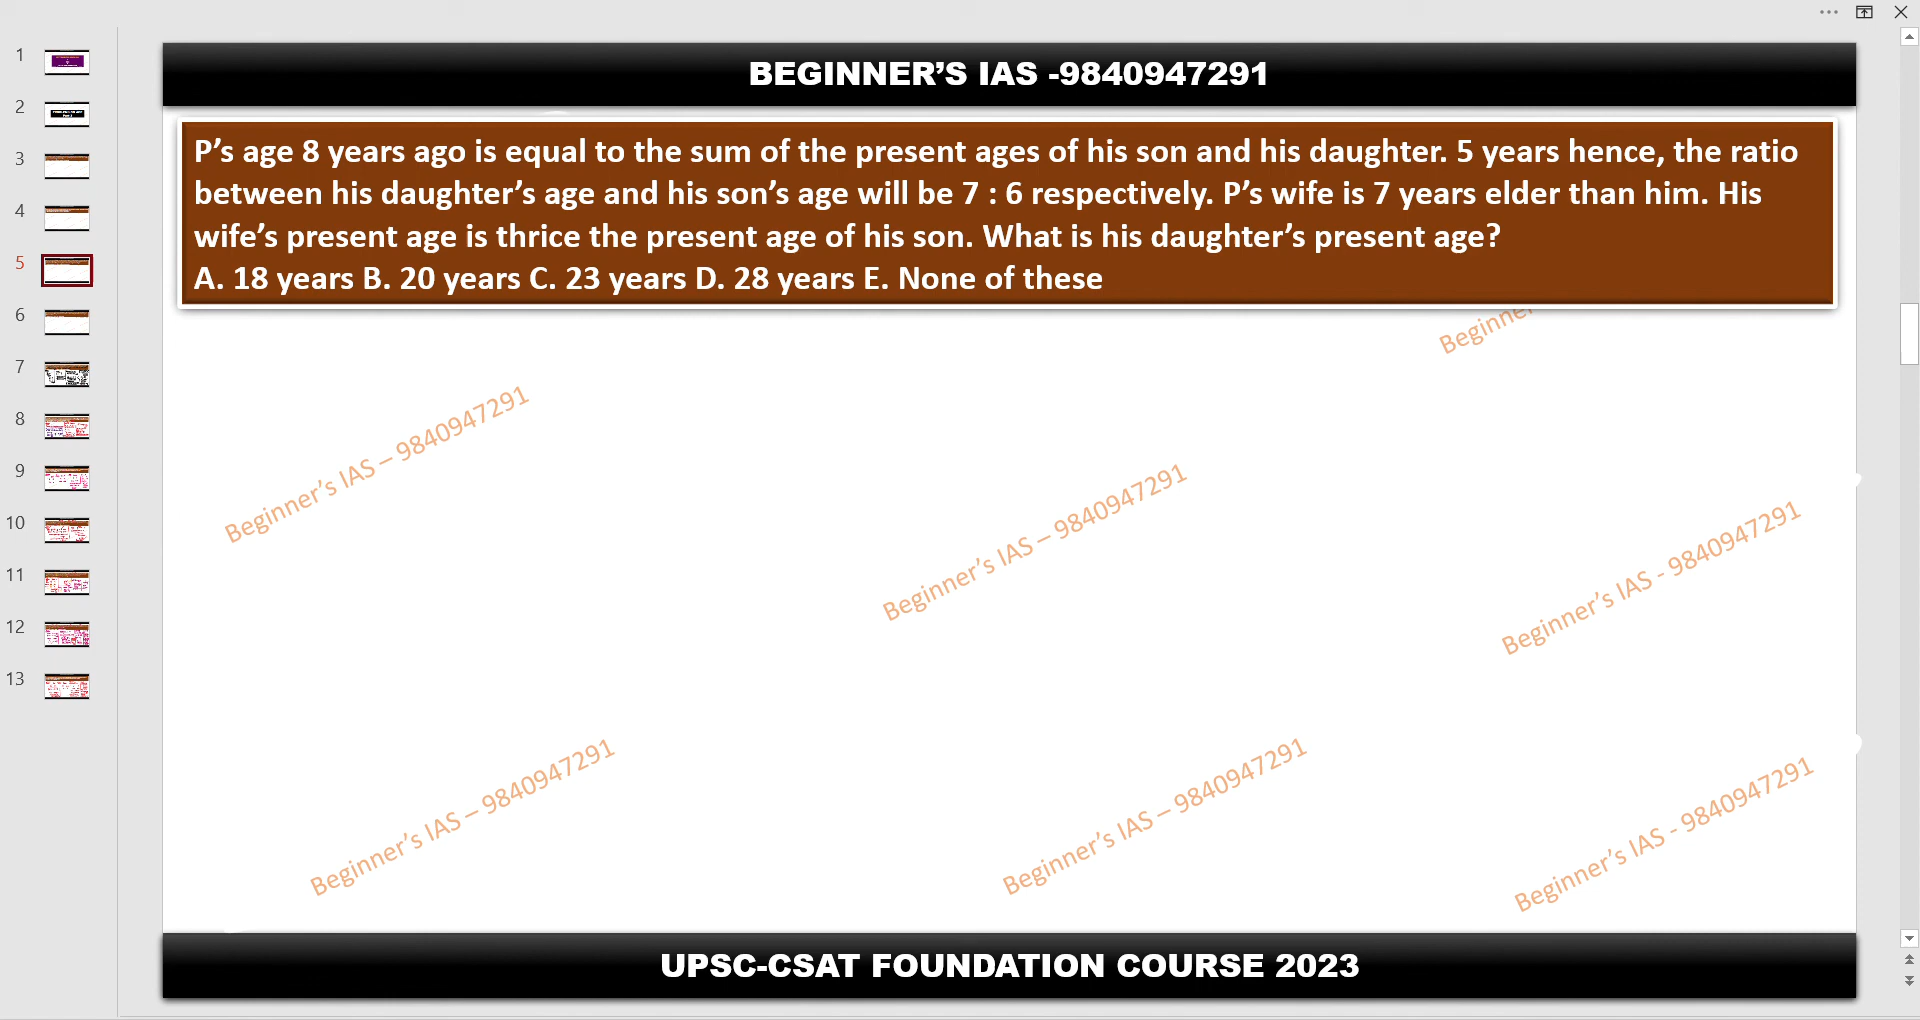 BEGINNER’S IAS -9840947291
P’s age 8 years ago is equal to the sum of the present ages of his son and his daughter. 5 years hence, the ratio
between his daughter’s age and his son’s age will be 7 : 6 respectively. P’s wife is 7 years elder than him. His
wife’s present age is thrice the present age of his son. What is his daughter’s present age?
A. 18 years B. 20 years C. 23 years D. 28 years E. None of these
Beginner’s IAS – 9840947291
Beginner’s IAS – 9840947291
Beginner’s IAS - 9840947291
Beginner’s IAS – 9840947291
Beginner’s IAS – 9840947291
Beginner’s IAS - 9840947291
UPSC-CSAT FOUNDATION COURSE 2023
1
2
3
4
5
6
7
8
9
10
11
12
13